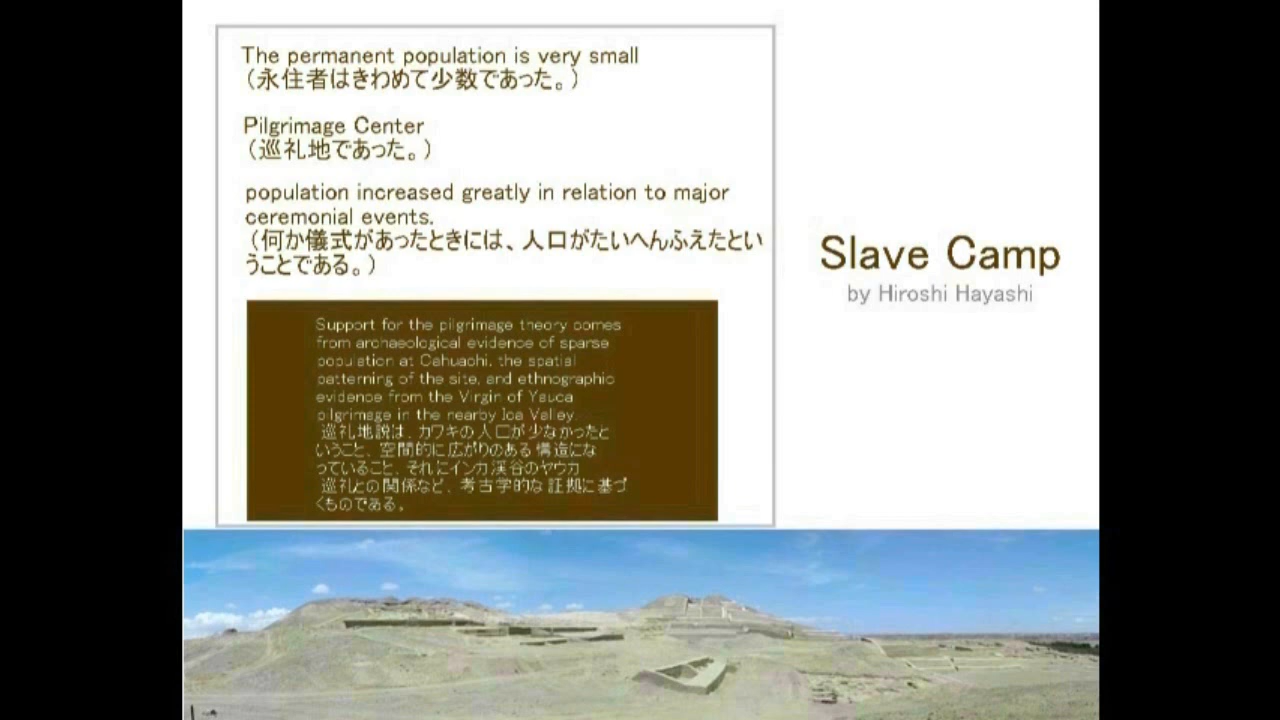 The permanent population is very small
（永住者はきわめて少数であった。）
Pilgrimage Center
（巡礼地であった。）
population increased greatly in relation to major
ceremonial events.
（何か儀式があったときには、人口がたいへんふえたとい
うことである。）
Support for the pilgrimage theory comes
from archaeological evidence of sparse
population at Cahuachi, the spatial
patterning of the site, and ethnographic
evidence from the Virgin of Yauca
pilgrimage in the nearby Ica Valley.
巡礼地説は、カワキの人口が少なかったと
いうこと、空間的に広がりのある構造にな
っていること、それにインカ渓谷のヤウカ
巡礼との関係など、考古学的な証拠に基づ
くものである。
Slave Camp
by Hiroshi Hayashi